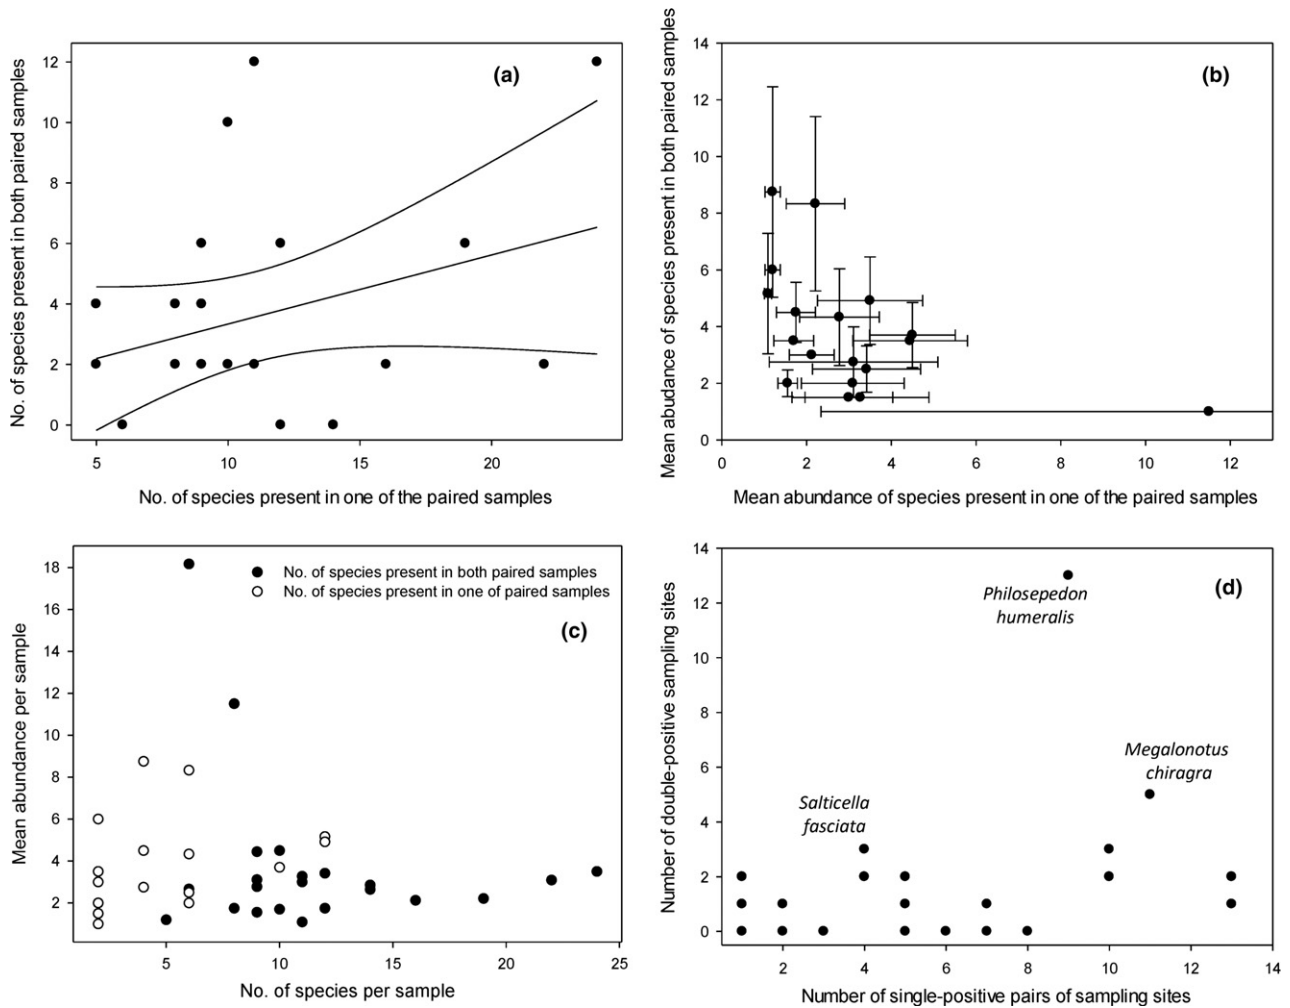 12
10
8
6
4
2
0
5
10
15
20
No. of species present in both paired samples
No. of species present in one of the paired samples
(a)
14
12
10
8
6
4
2
0
0
2
4
6
8
10
12
Mean abudance of species present in both paired samples
Mean abundance of species present in one of the paired samples
(b)
18
16
14
12
10
8
6
4
2
5
10
15
20
25
Mean abundance per sample
No. of species per sample
No. of species present in both paired samples
No. of species present in one of paired samples
(c)
14
12
10
8
6
4
2
0
2
4
6
8
10
12
14
Number of double-positive sampling sites
Number of single-positive pairs of sampling sites
Philosepedon
humeralis
(d)
Megalonotus
chiragra
Salticella
fasciata